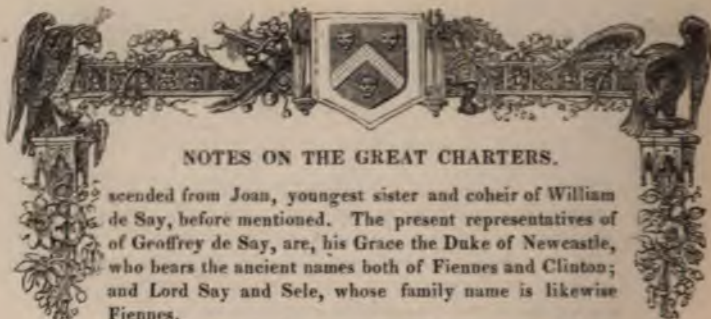 NOTES ON THE GREAT CHARTERS.
scended from Joan, youngest sister and coheir of William
de Say, before mentioned. The present representatives of
of Geoffrey de Say, are, his Grace the Duke of Newcastle,
who bears the ancient names both of Fiennes and Clinton;
and Lord Say and Sele, whose family name is likewise
Fiennes.